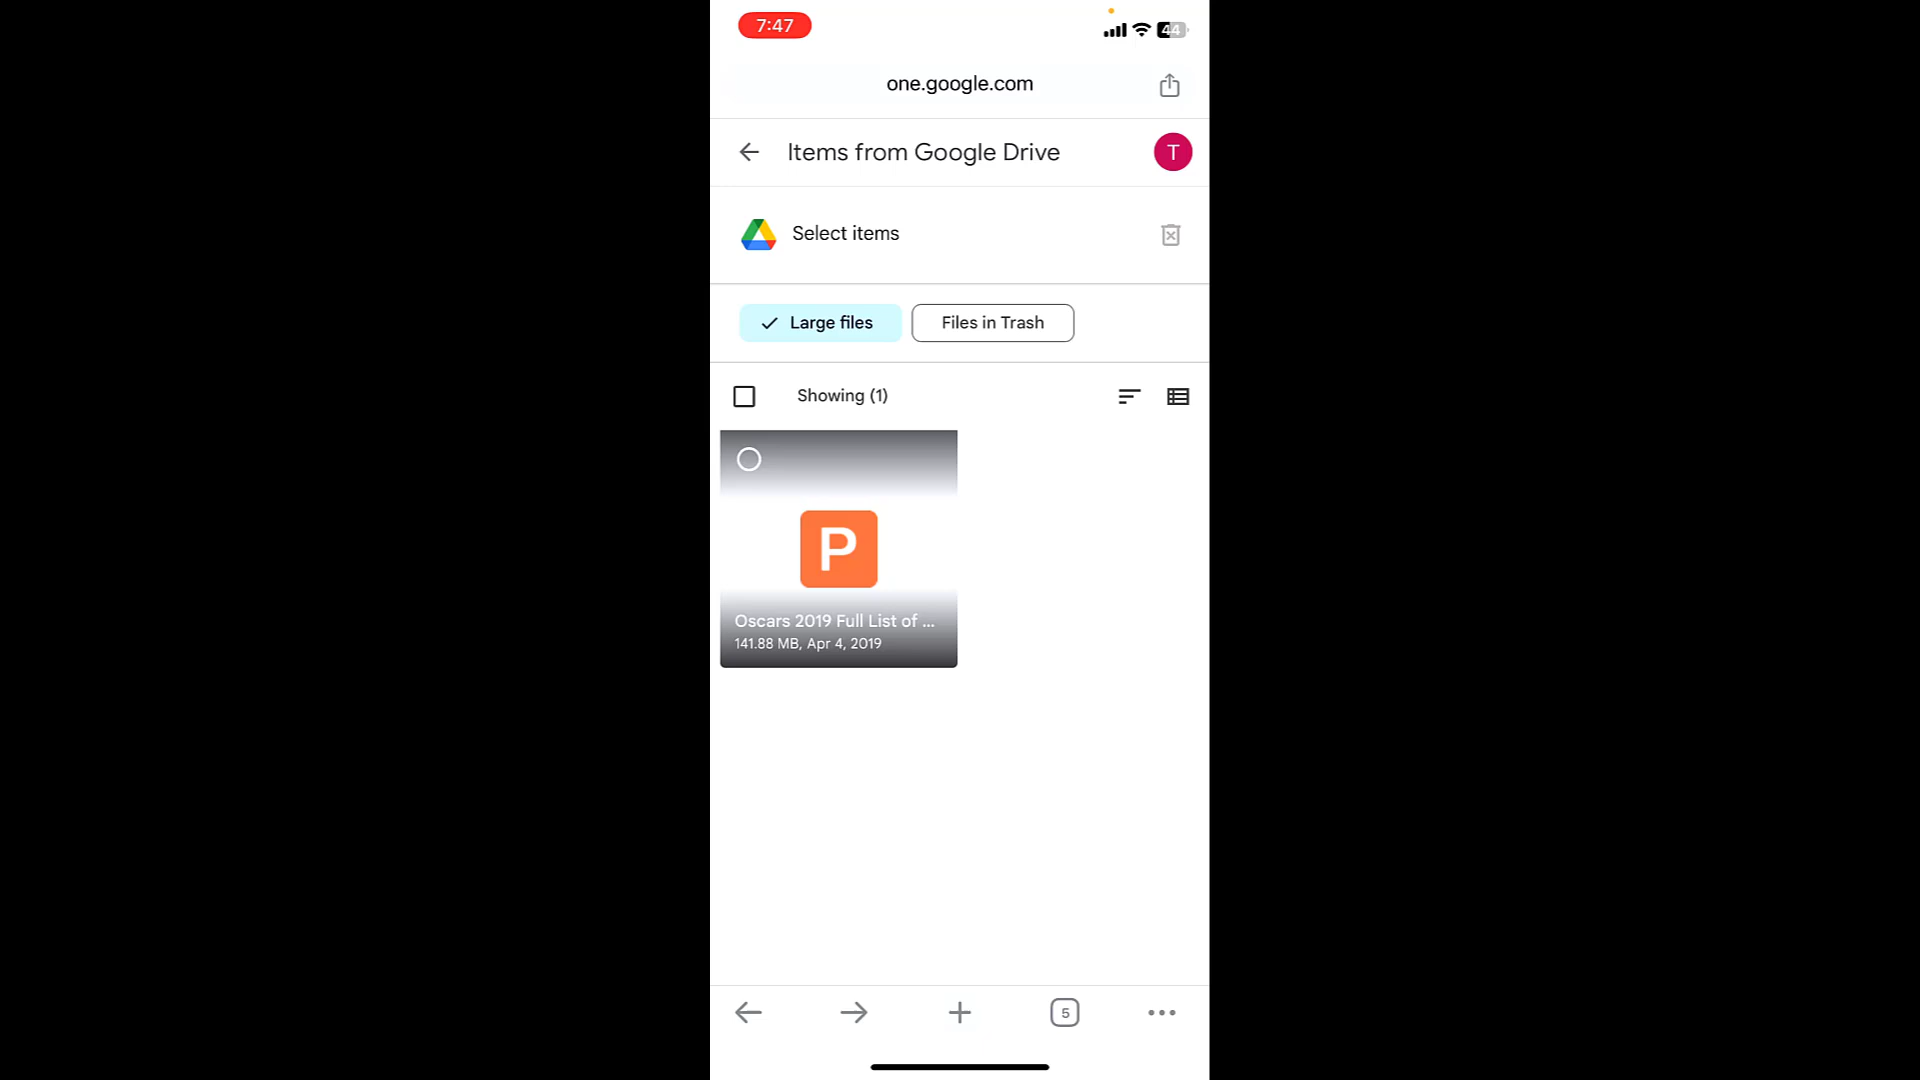 7:47
44
one.google.com
Items from Google Drive
T
Select items
Large files
Files in Trash
Showing (1)
P
Oscars 2019 Full List of ...
141.88 MB, Apr 4, 2019
5